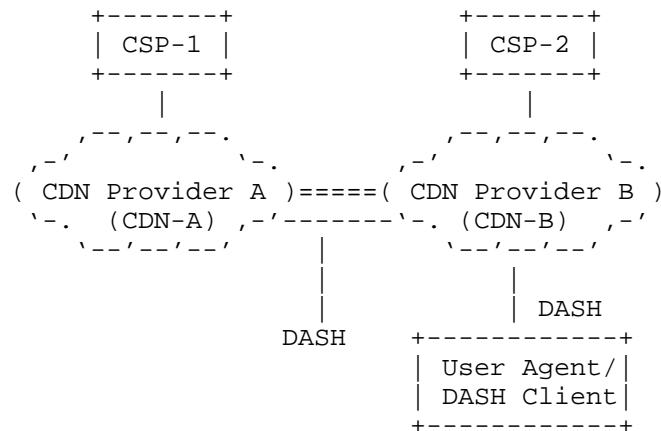 +-------+ +-------+
| CSP-1 | | CSP-2 |
+-------+ +-------+
| |
,--,--,--. ,--,--,--.
,-' `-. ,-' `-.
( CDN Provider A )=====( CDN Provider B )
`-. (CDN-A) ,-'-------`-. (CDN-B) ,-'
`--'--'--' | `--'--'--'
| |
| | DASH
DASH +------------+
| User Agent/|
| DASH Client|
+------------+